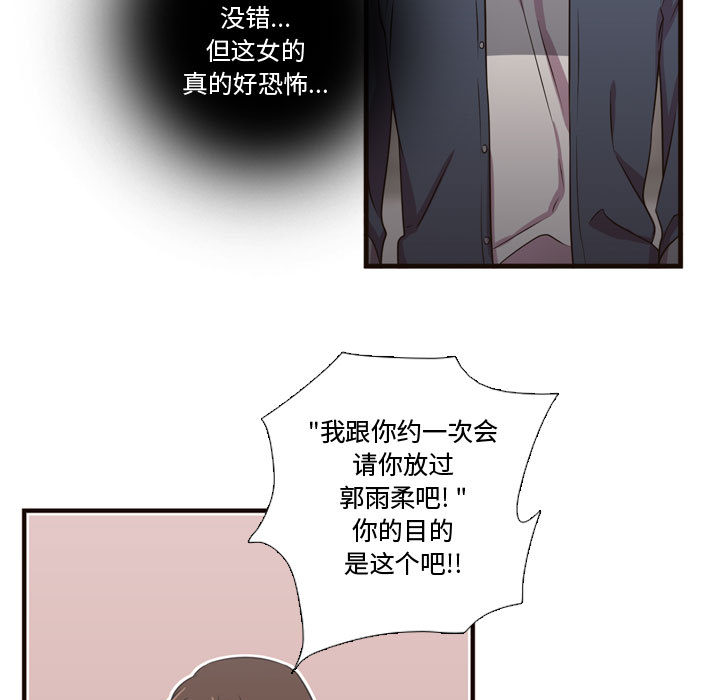 没错...
但这女的
真的好恐怖...
"我跟你约一次会
请你放过
郭雨柔吧! "
你的目的
是这个吧!!